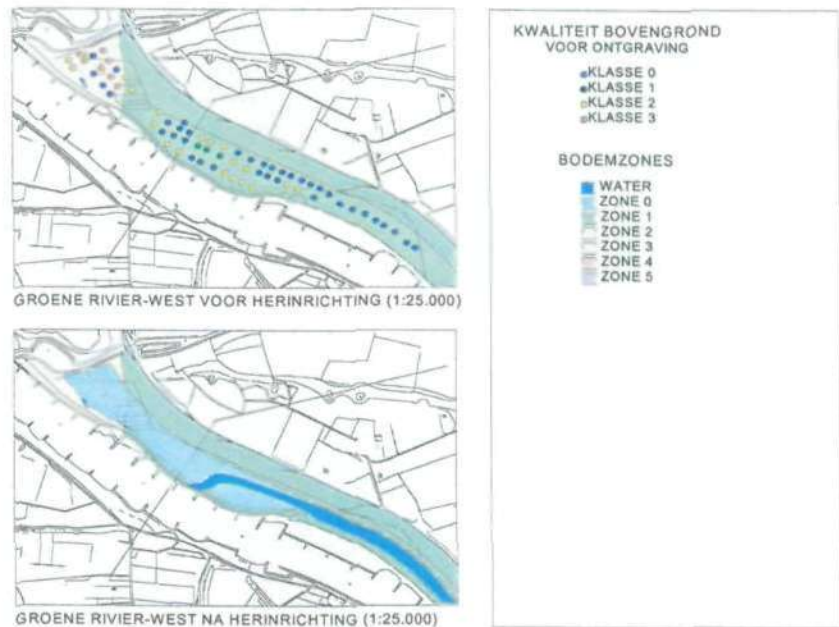 GROENE RIVIER-WEST VOOR HERINRICHTING (1:25.000)
GROENE RIVIER-WEST NA HERINRICHTING (1:25.000)
KWALITEIT BOVENGROND
VOOR ONTGRAVING
KLASSE 0
KLASSE 1
KLASSE 2
KLASSE 3
BODEMZONES
WATER
ZONE 0
ZONE 1
ZONE 2
ZONE 3
ZONE 4
ZONE 5